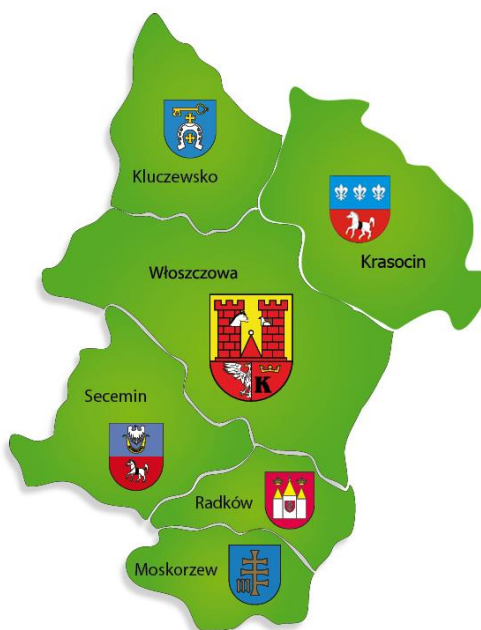 Kluczewsko
Krasocin
Włoszczowa
K
Secemin
Radków
Moskorzew